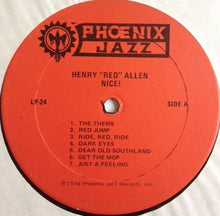 PHOENIX
JAZZ
HENRY "RED" ALLEN
NICE!
LP-24
SIDE A
1. THE THEME
2. RED JUMP
3. RIDE, RED, RIDE
4. DARK EYES
5. DEAR OLD SOUTHLAND
6. GET THE MOP
7. JUST A FEELING
©1978 Phoenix Jazz Records, Inc.